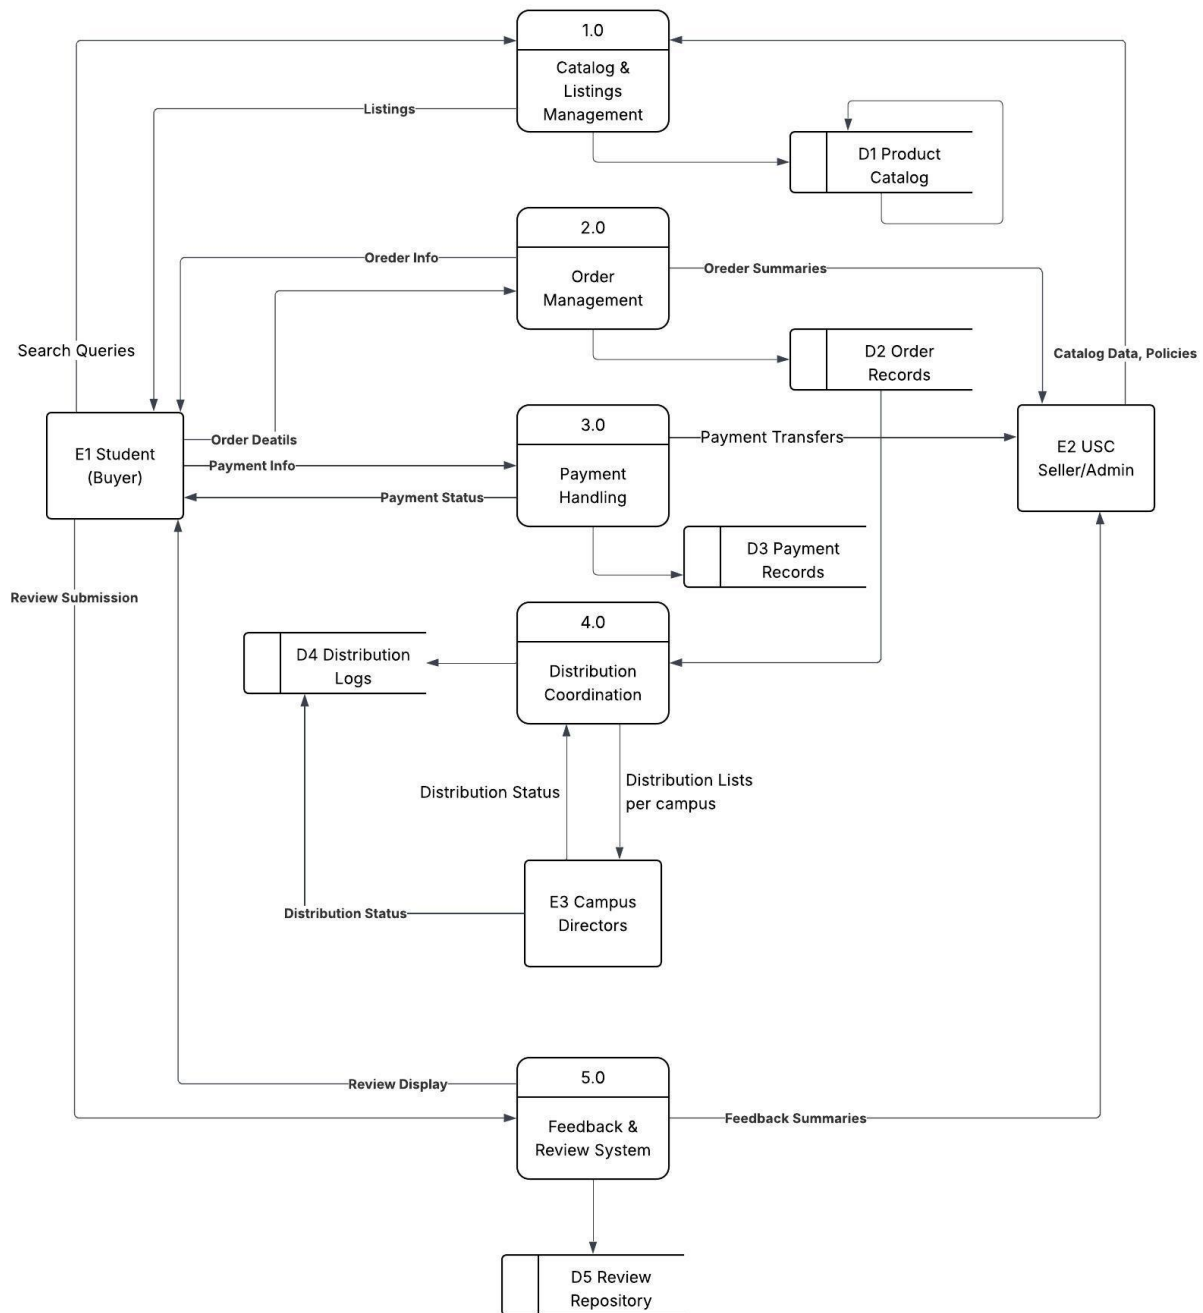 1.0
Catalog &
Listings
Management
Listings
D1 Product
Catalog
2.0
Oreder Info
Order
Management
Oreder Summaries
Search Queries
D2 Order
Records
Catalog Data, Policies
E1 Student
(Buyer)
Order Deatils
Payment Info
Payment Status
3.0
Payment
Handling
Payment Transfers
E2 USC
Seller/Admin
D3 Payment
Records
Review Submission
4.0
Distribution
Coordination
D4 Distribution
Logs
Distribution Status
Distribution Lists
per campus
E3 Campus
Directors
Distribution Status
5.0
Review Display
Feedback &
Review System
Feedback Summaries
D5 Review
Repository